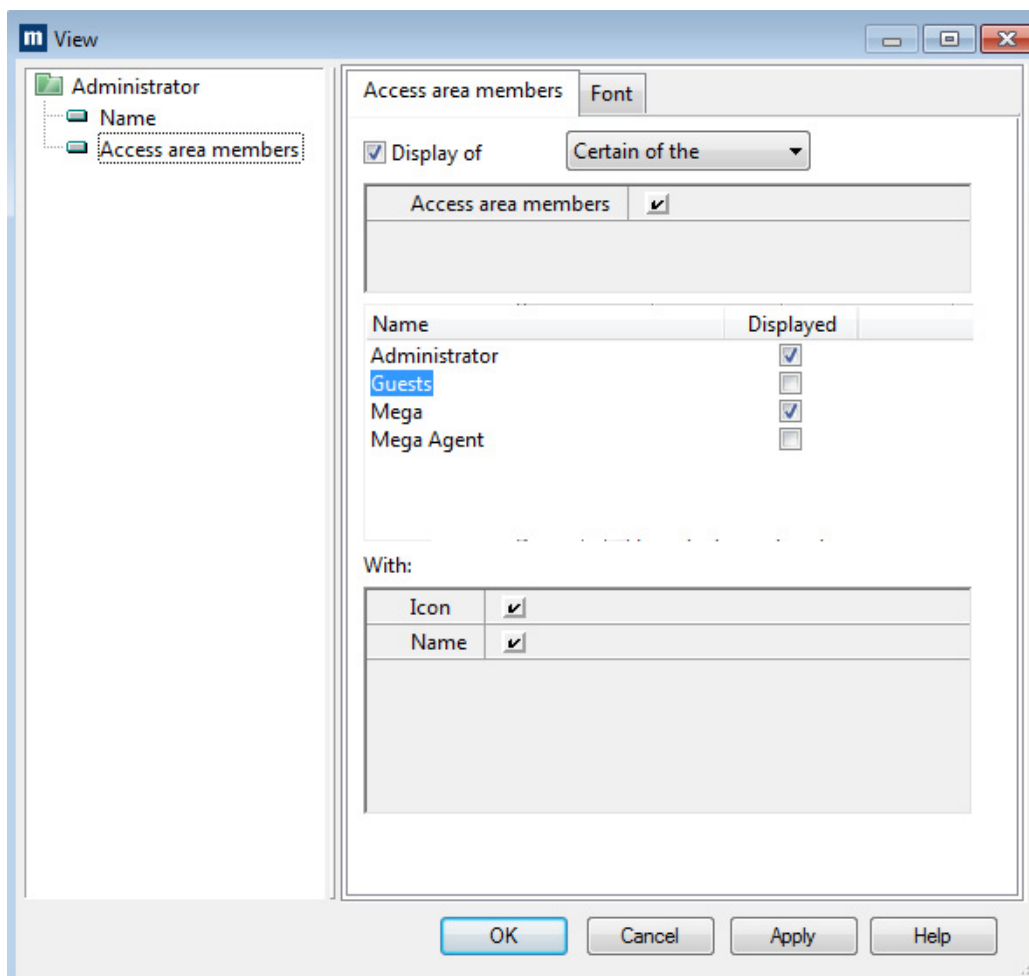 m View
Administrator
Name
Access area members
Access area members Font
Display of Certain of the
Access area members
Name Displayed
Administrator
Guests
Mega
Mega Agent
With:
Icon
Name
OK Cancel Apply Help